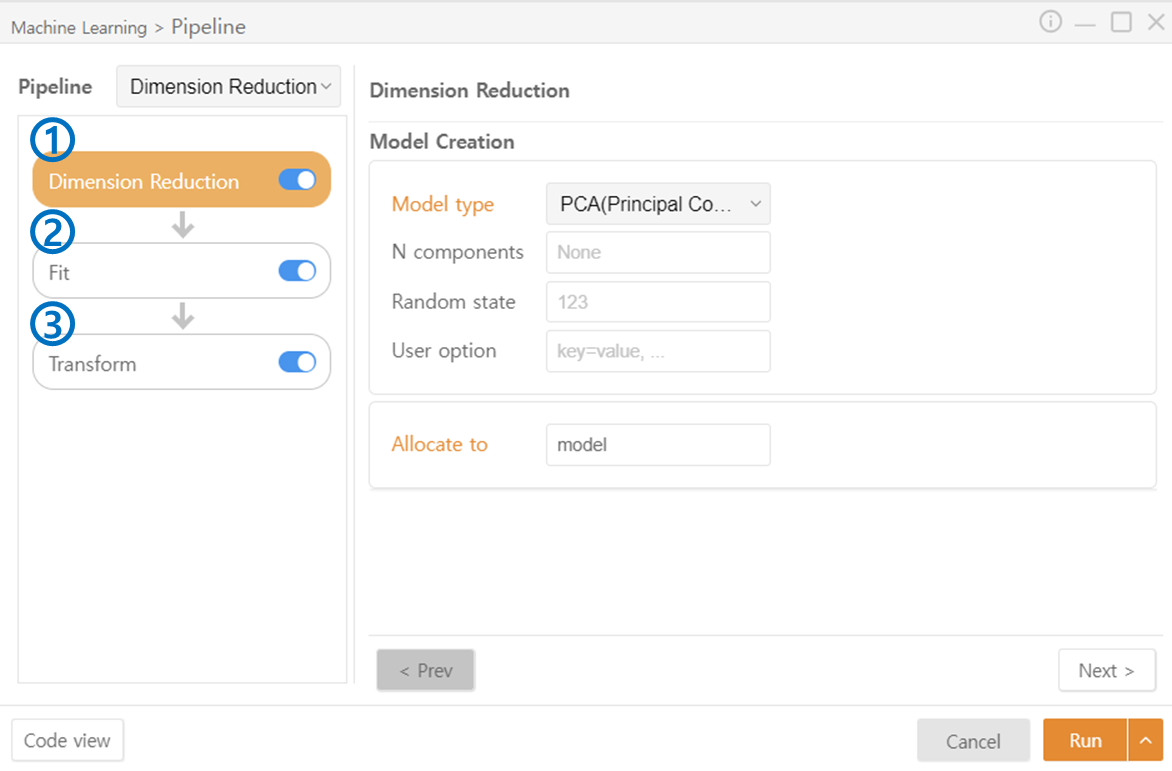 Machine Learning > Pipeline
Pipeline
Dimension Reduction
①
Dimension Reduction
②
Fit
③
Transform
Dimension Reduction
Model Creation
Model type
PCA(Principal Co...
N components
None
Random state
123
User option
key=value, ...
Allocate to
model
< Prev
Next >
Code view
Cancel
Run